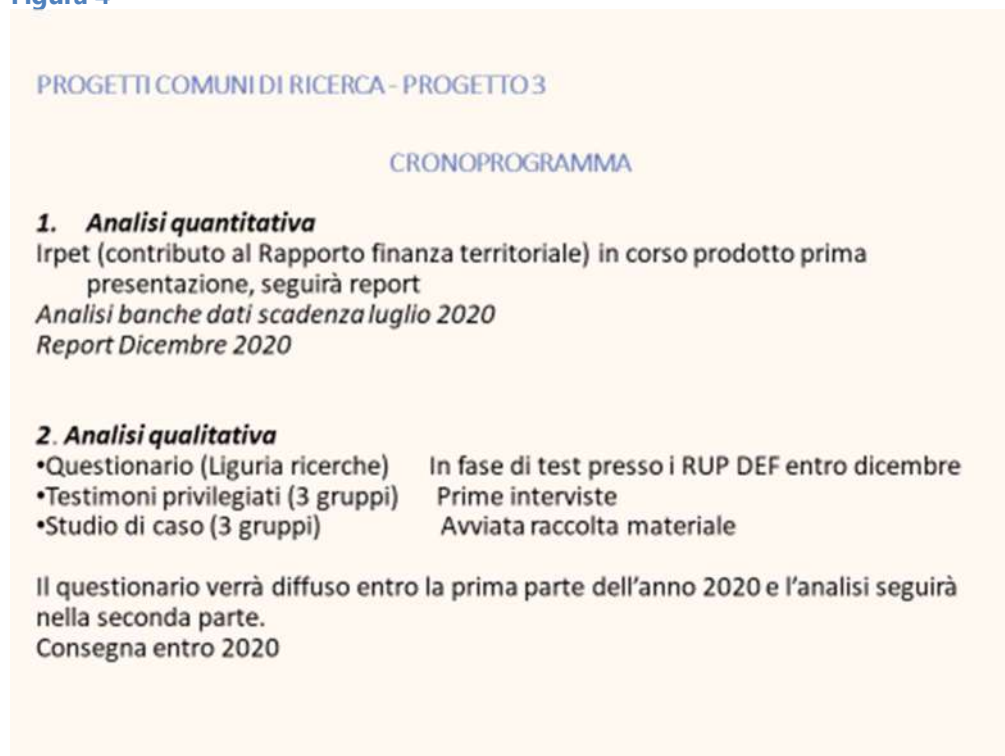 Figura 4
PROGETTI COMUNI DI RICERCA - PROGETTO 3
CRONOPROGRAMMA
1. Analisi quantitativa
Irpet (contributo al Rapporto finanza territoriale) in corso prodotto prima
presentazione, seguirà report
Analisi banche dati scadenza luglio 2020
Report Dicembre 2020
2. Analisi qualitativa
•Questionario (Liguria ricerche) In fase di test presso i RUP DEF entro dicembre
•Testimoni privilegiati (3 gruppi) Prime interviste
•Studio di caso (3 gruppi) Avviata raccolta materiale
Il questionario verrà diffuso entro la prima parte dell'anno 2020 e l'analisi seguirà
nella seconda parte.
Consegna entro 2020